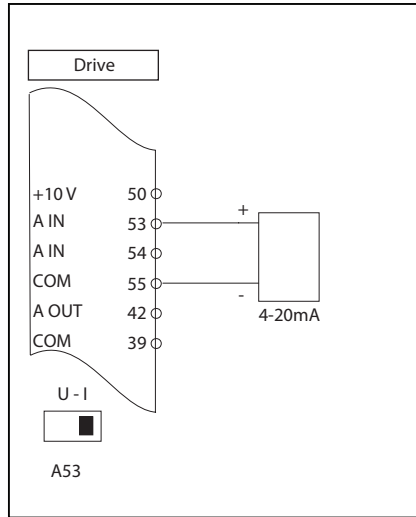 Drive
+10 V 50
A IN 53
A IN 54
COM 55
A OUT 42
COM 39
+
-
4-20mA
U - I
A53